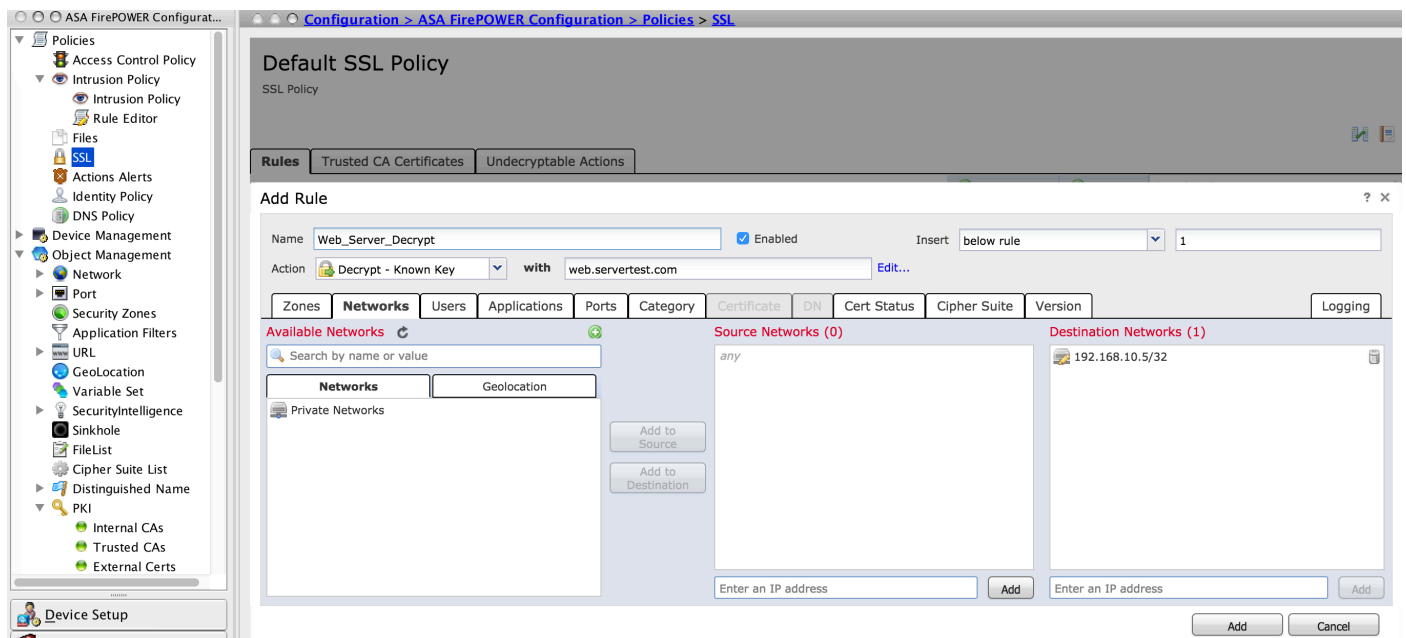 ASA FirePOWER Configurat...
Policies
Access Control Policy
Intrusion Policy
Intrusion Policy
Rule Editor
Files
SSL
Actions Alerts
Identity Policy
DNS Policy
Device Management
Object Management
Network
Port
Security Zones
Application Filters
URL
GeoLocation
Variable Set
SecurityIntelligence
Sinkhole
FileList
Cipher Suite List
Distinguished Name
PKI
Internal CAs
Trusted CAs
External Certs
Device Setup
Configuration > ASA FirePOWER Configuration > Policies > SSL
Default SSL Policy
SSL Policy
Rules Trusted CA Certificates Undecryptable Actions
Add Rule ?
Name Web_Server_Decrypt Enabled Insert below rule 1
Action Decrypt - Known Key with web.servertest.com Edit...
Zones Networks Users Applications Ports Category Certificate DN Cert Status Cipher Suite Version Logging
Available Networks Source Networks (0) Destination Networks (1)
Search by name or value any 192.168.10.5/32
Networks Geolocation
Private Networks
Add to Source
Add to Destination
Enter an IP address Add Enter an IP address Add
Add Cancel